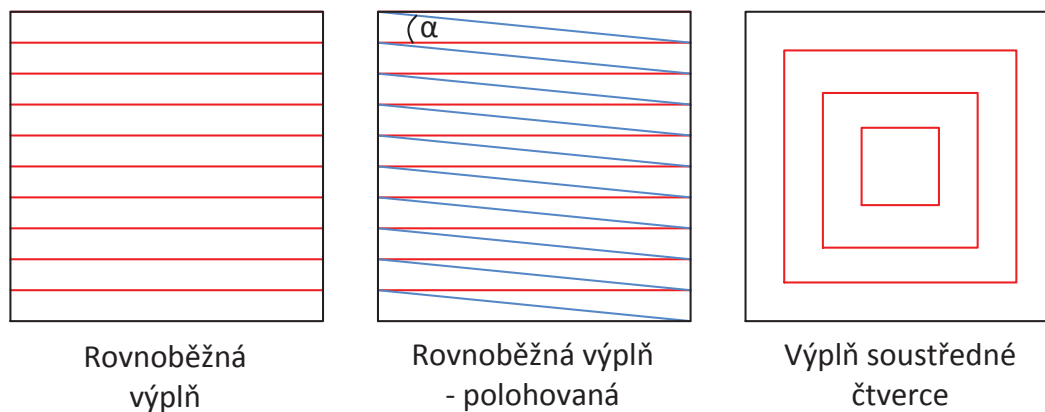 α
Rovnoběžná
výplň
Rovnoběžná výplň
- polohovaná
Výplň soustředné
čtverce